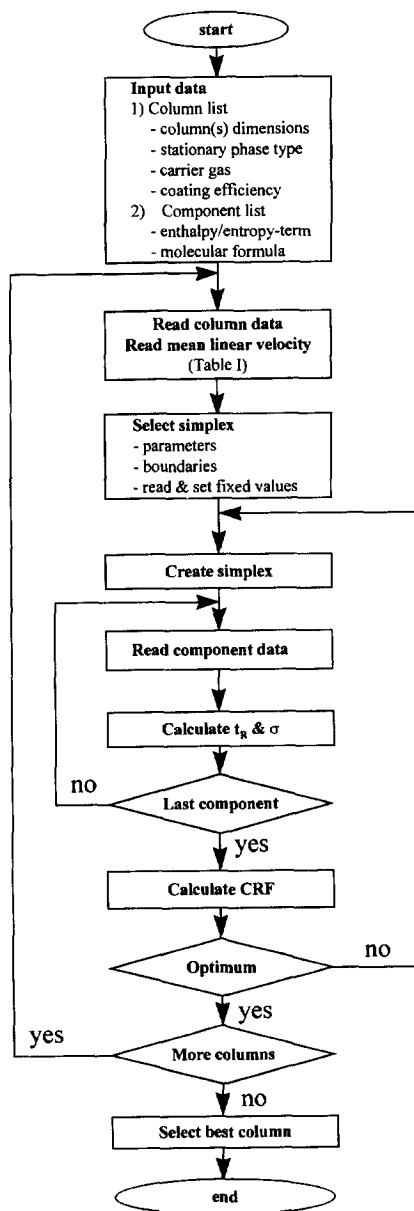 start
Input data
1) Column list
- column(s) dimensions
- stationary phase type
- carrier gas
- coating efficiency
2) Component list
- enthalpy/entropy-term
- molecular formula
Read column data
Read mean linear velocity
(Table I)
Select simplex
- parameters
- boundaries
- read & set fixed values
Create simplex
Read component data
Calculate tR & σ
no
Last component
yes
Calculate CRF
no
Optimum
yes
yes
More columns
no
Select best column
end